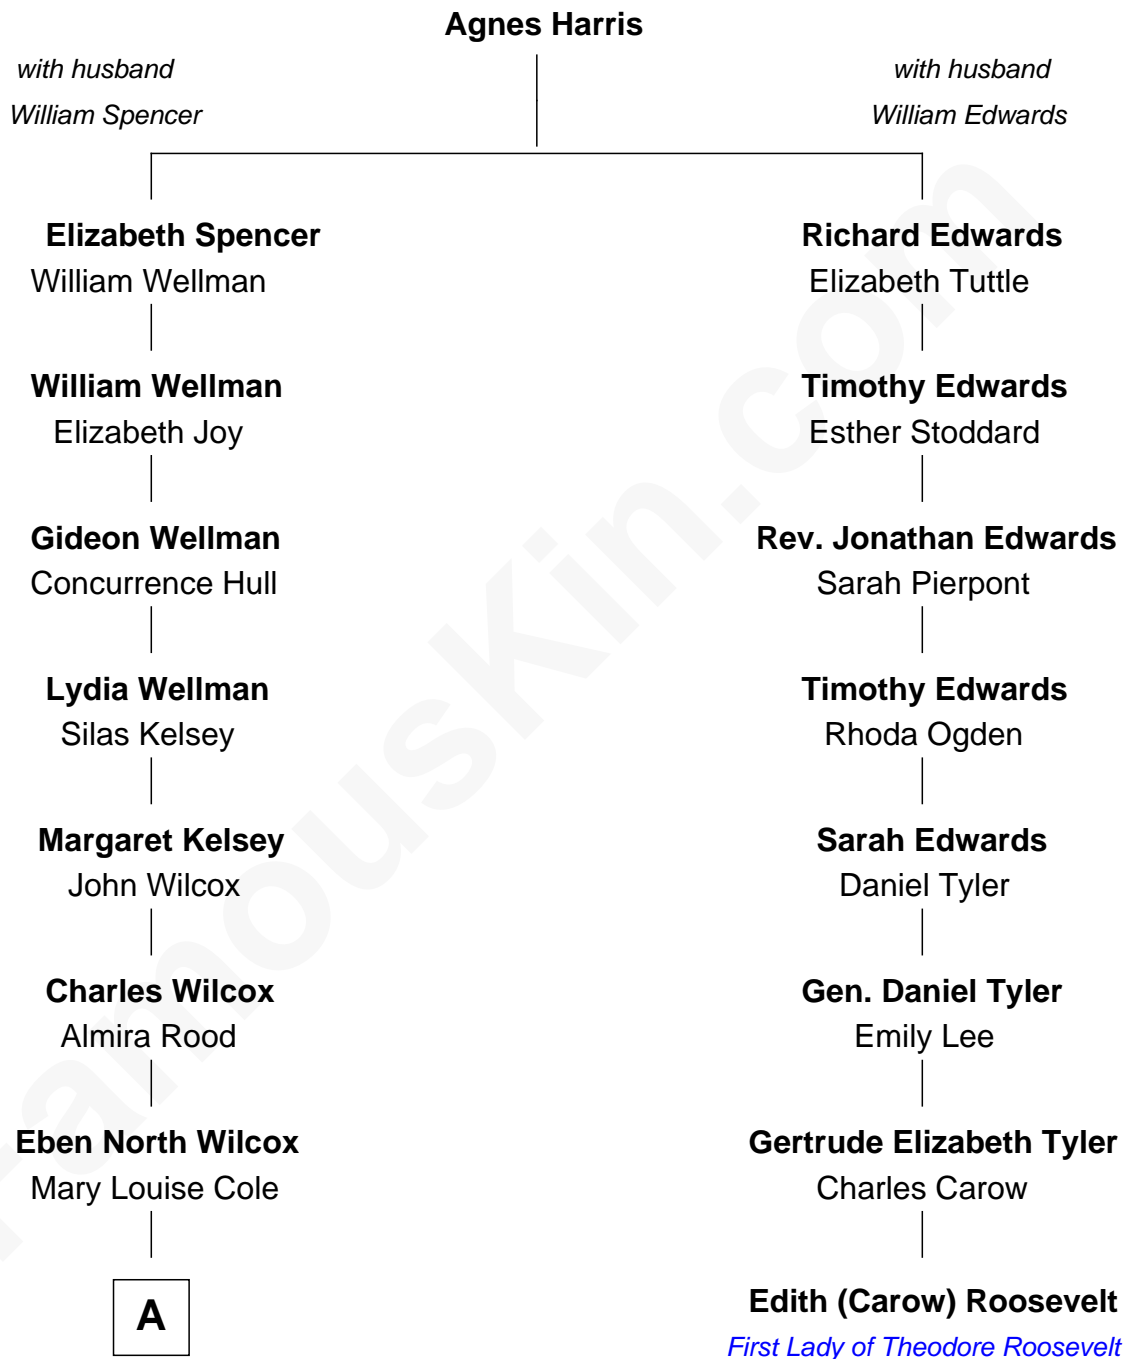 Agnes Harris
with husband
William Spencer
with husband
William Edwards
Elizabeth Spencer
William Wellman
Richard Edwards
Elizabeth Tuttle
William Wellman
Elizabeth Joy
Timothy Edwards
Esther Stoddard
Gideon Wellman
Concurrence Hull
Rev. Jonathan Edwards
Sarah Pierpont
Lydia Wellman
Silas Kelsey
Timothy Edwards
Rhoda Ogden
Margaret Kelsey
John Wilcox
Sarah Edwards
Daniel Tyler
Charles Wilcox
Almira Rood
Gen. Daniel Tyler
Emily Lee
Eben North Wilcox
Mary Louise Cole
Gertrude Elizabeth Tyler
Charles Carow
A
Edith (Carow) Roosevelt
First Lady of Theodore Roosevelt
FamousKin.com